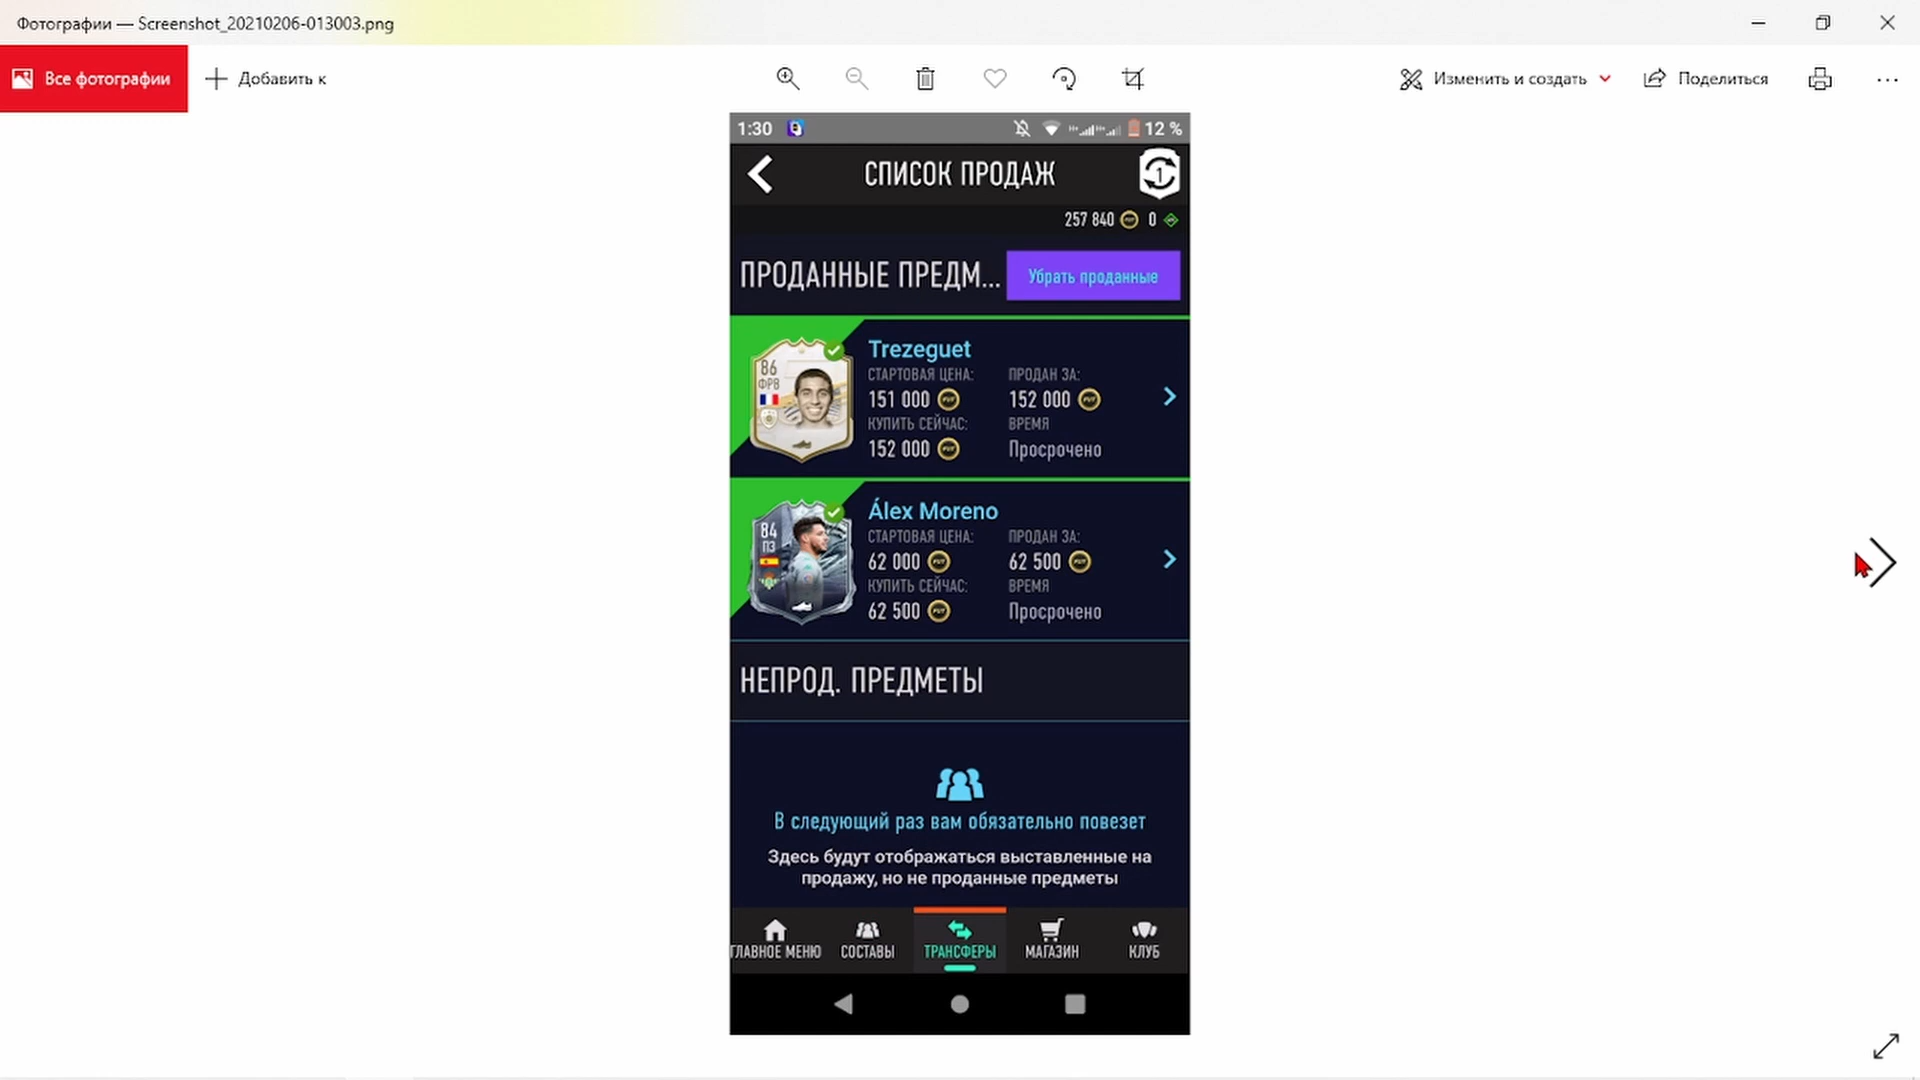 Фотографии — Screenshot_20210206-013003.png
Все фотографии
Добавить к
Изменить и создать
Поделиться
1:30
12 %
СПИСОК ПРОДАЖ
1
257 840
0
ПРОДАННЫЕ ПРЕДМ...
Убрать проданные
86
ФРВ
Trezeguet
СТАРТОВАЯ ЦЕНА: ПРОДАН ЗА:
151 000 152 000
КУПИТЬ СЕЙЧАС: ВРЕМЯ
152 000 Просрочено
84
ПЗ
Álex Moreno
СТАРТОВАЯ ЦЕНА: ПРОДАН ЗА:
62 000 62 500
КУПИТЬ СЕЙЧАС: ВРЕМЯ
62 500 Просрочено
НЕПРОД. ПРЕДМЕТЫ
В следующий раз вам обязательно повезет
Здесь будут отображаться выставленные на
продажу, но не проданные предметы
ГЛАВНОЕ МЕНЮ СОСТАВЫ ТРАНСФЕРЫ МАГАЗИН КЛУБ